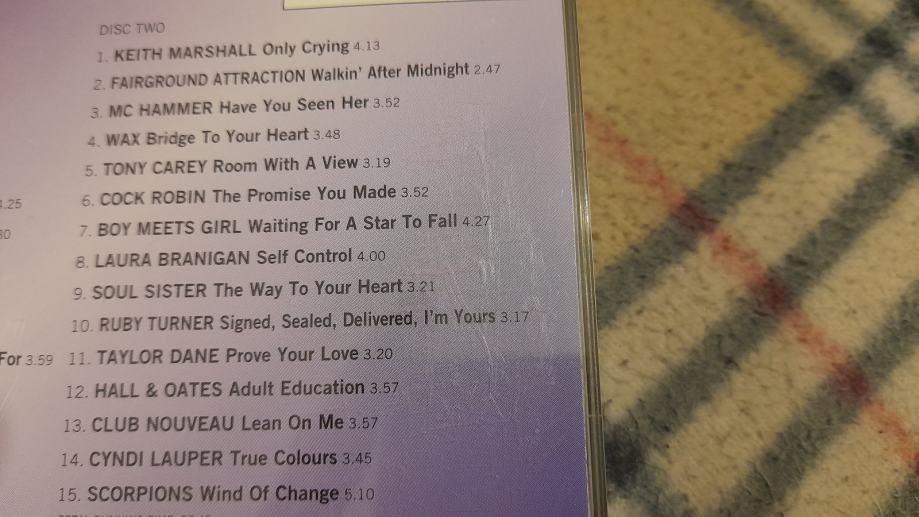 DISC TWO
1. KEITH MARSHALL Only Crying 4.13
2. FAIRGROUND ATTRACTION Walkin' After Midnight 2.47
3. MC HAMMER Have You Seen Her 3.52
4. WAX Bridge To Your Heart 3.48
5. TONY CAREY Room With A View 3.19
6. COCK ROBIN The Promise You Made 3.52
7. BOY MEETS GIRL Waiting For A Star To Fall 4.27
8. LAURA BRANIGAN Self Control 4.00
9. SOUL SISTER The Way To Your Heart 3.21
10. RUBY TURNER Signed, Sealed, Delivered, I'm Yours 3.17
For 3.59 11. TAYLOR DANE Prove Your Love 3.20
12. HALL & OATES Adult Education 3.57
13. CLUB NOUVEAU Lean On Me 3.57
14. CYNDI LAUPER True Colours 3.45
15. SCORPIONS Wind Of Change 5.10